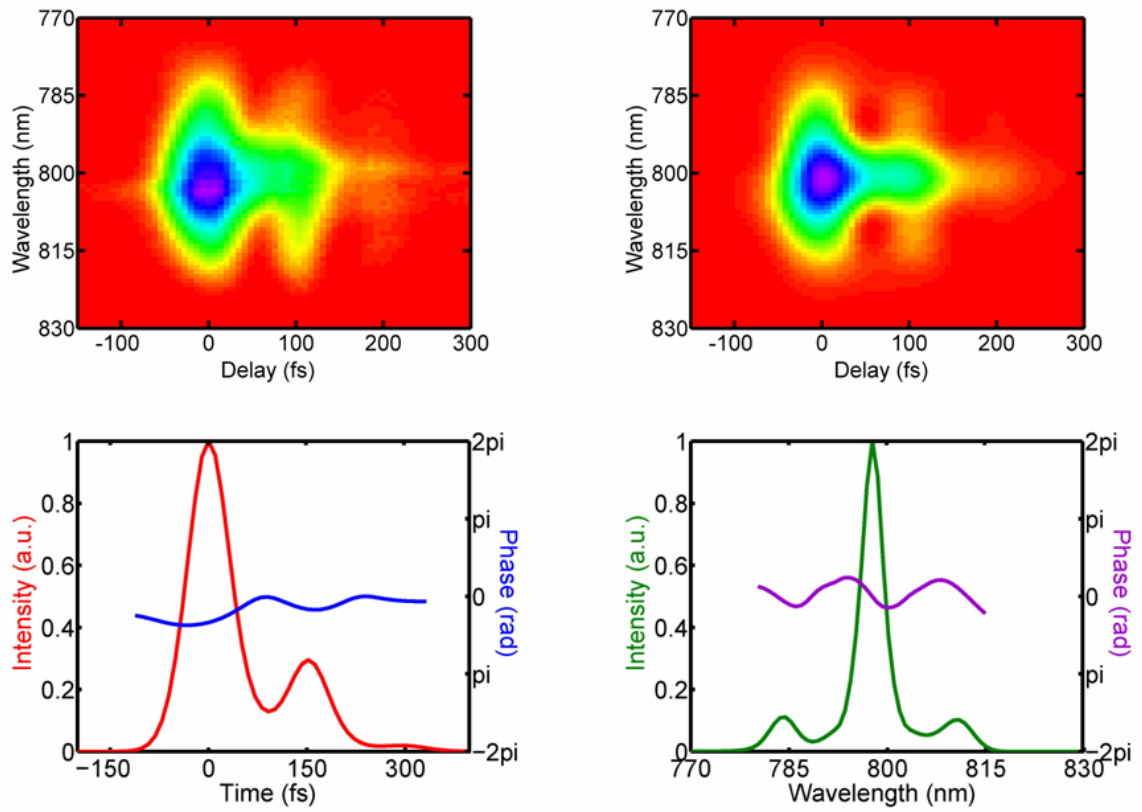 770
785
800
815
830
Wavelength (nm)
-100 0 100 200 300
Delay (fs)
770
785
800
815
830
Wavelength (nm)
-100 0 100 200 300
Delay (fs)
1
0.8
0.6
0.4
0.2
0
Intensity (a.u.)
2pi
pi
0
pi
−2pi
Phase (rad)
−150 0 150 300
Time (fs)
1
0.8
0.6
0.4
0.2
0
Intensity (a.u.)
2pi
pi
0
pi
−2pi
Phase (rad)
770 785 800 815 830
Wavelength (nm)